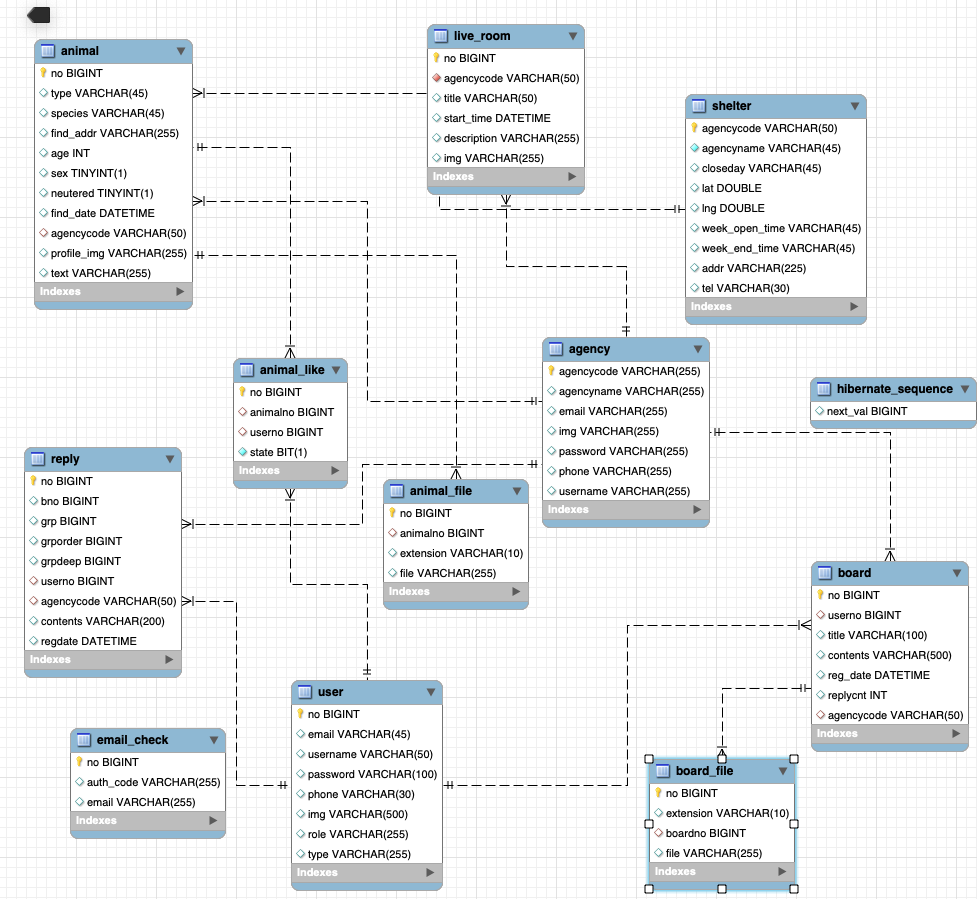 animal
no BIGINT
type VARCHAR(45)
species VARCHAR(45)
find_addr VARCHAR(255)
age INT
sex TINYINT(1)
neutered TINYINT(1)
find_date DATETIME
agencycode VARCHAR(50)
profile_img VARCHAR(255)
text VARCHAR(255)
Indexes
live_room
no BIGINT
agencycode VARCHAR(50)
title VARCHAR(50)
start_time DATETIME
description VARCHAR(255)
img VARCHAR(255)
Indexes
shelter
agencycode VARCHAR(50)
agencyname VARCHAR(45)
closeday VARCHAR(45)
lat DOUBLE
lng DOUBLE
week_open_time VARCHAR(45)
week_end_time VARCHAR(45)
addr VARCHAR(225)
tel VARCHAR(30)
Indexes
agency
agencycode VARCHAR(255)
agencyname VARCHAR(255)
email VARCHAR(255)
img VARCHAR(255)
password VARCHAR(255)
phone VARCHAR(255)
username VARCHAR(255)
Indexes
hibernate_sequence
next_val BIGINT
animal_like
no BIGINT
animalno BIGINT
userno BIGINT
state BIT(1)
Indexes
reply
no BIGINT
bno BIGINT
grp BIGINT
grporder BIGINT
grpdeep BIGINT
userno BIGINT
agencycode VARCHAR(50)
contents VARCHAR(200)
regdate DATETIME
Indexes
animal_file
no BIGINT
animalno BIGINT
extension VARCHAR(10)
file VARCHAR(255)
Indexes
board
no BIGINT
userno BIGINT
title VARCHAR(100)
contents VARCHAR(500)
reg_date DATETIME
replycnt INT
agencycode VARCHAR(50)
Indexes
user
no BIGINT
email VARCHAR(45)
username VARCHAR(50)
password VARCHAR(100)
phone VARCHAR(30)
img VARCHAR(500)
role VARCHAR(255)
type VARCHAR(255)
Indexes
email_check
no BIGINT
auth_code VARCHAR(255)
email VARCHAR(255)
Indexes
board_file
no BIGINT
extension VARCHAR(10)
boardno BIGINT
file VARCHAR(255)
Indexes